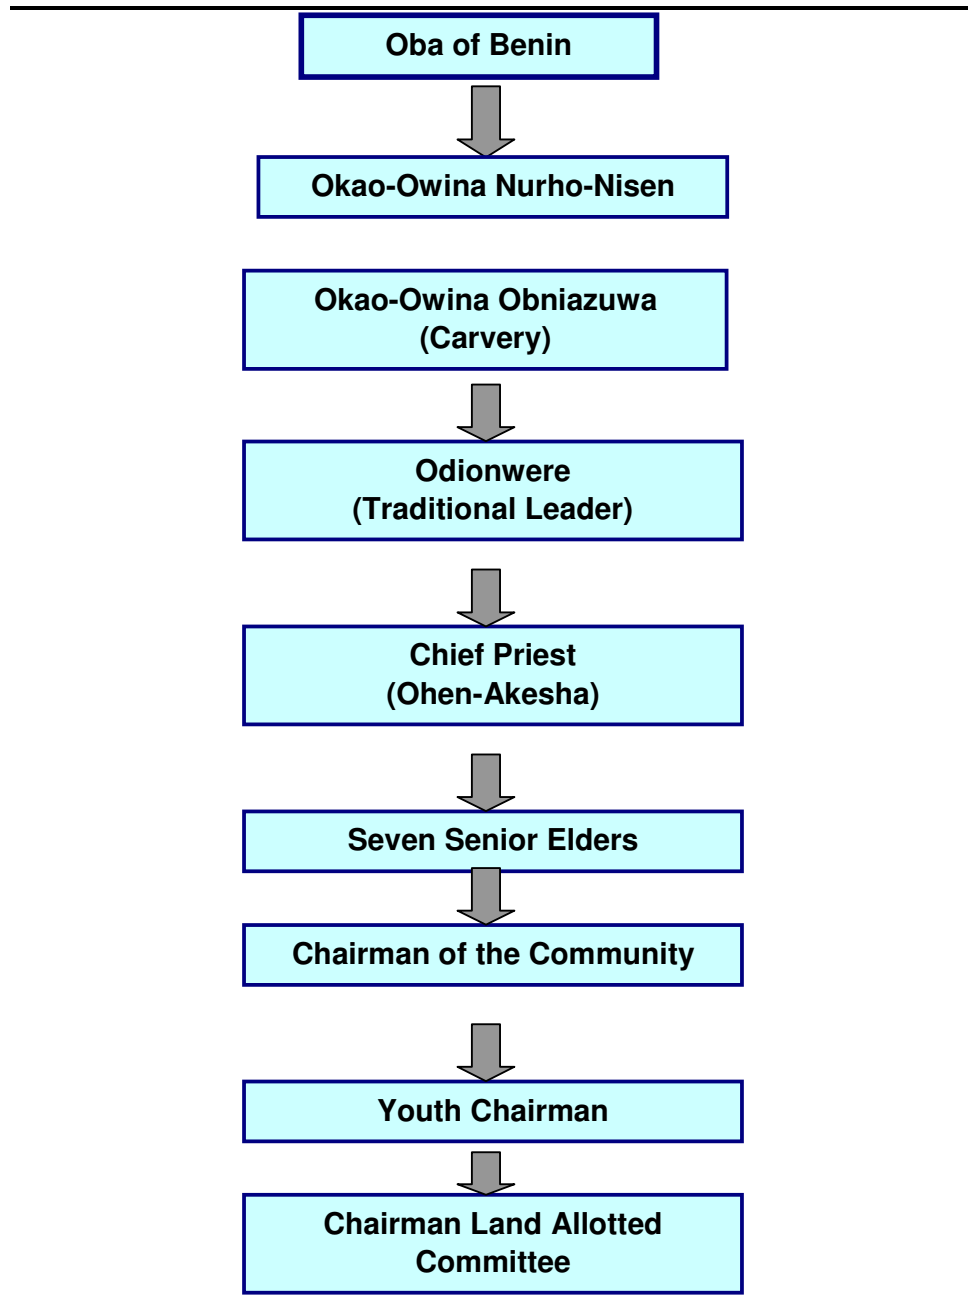 Oba of Benin
Okao-Owina Nurho-Nisen
Okao-Owina Obniazuwa
(Carvery)
Odionwere
(Traditional Leader)
Chief Priest
(Ohen-Akesha)
Seven Senior Elders
Chairman of the Community
Youth Chairman
Chairman Land Allotted
Committee